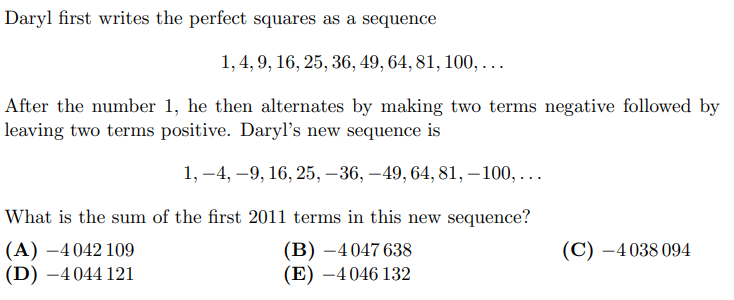 Daryl first writes the perfect squares as a sequence
1, 4, 9, 16, 25, 36, 49, 64, 81, 100, . . .
After the number 1, he then alternates by making two terms negative followed by
leaving two terms positive. Daryl's new sequence is
1, −4, −9, 16, 25, −36, −49, 64, 81, −100, . . .
What is the sum of the first 2011 terms in this new sequence?
(A) −4 042 109 (B) −4 047 638 (C) −4 038 094
(D) −4 044 121 (E) −4 046 132